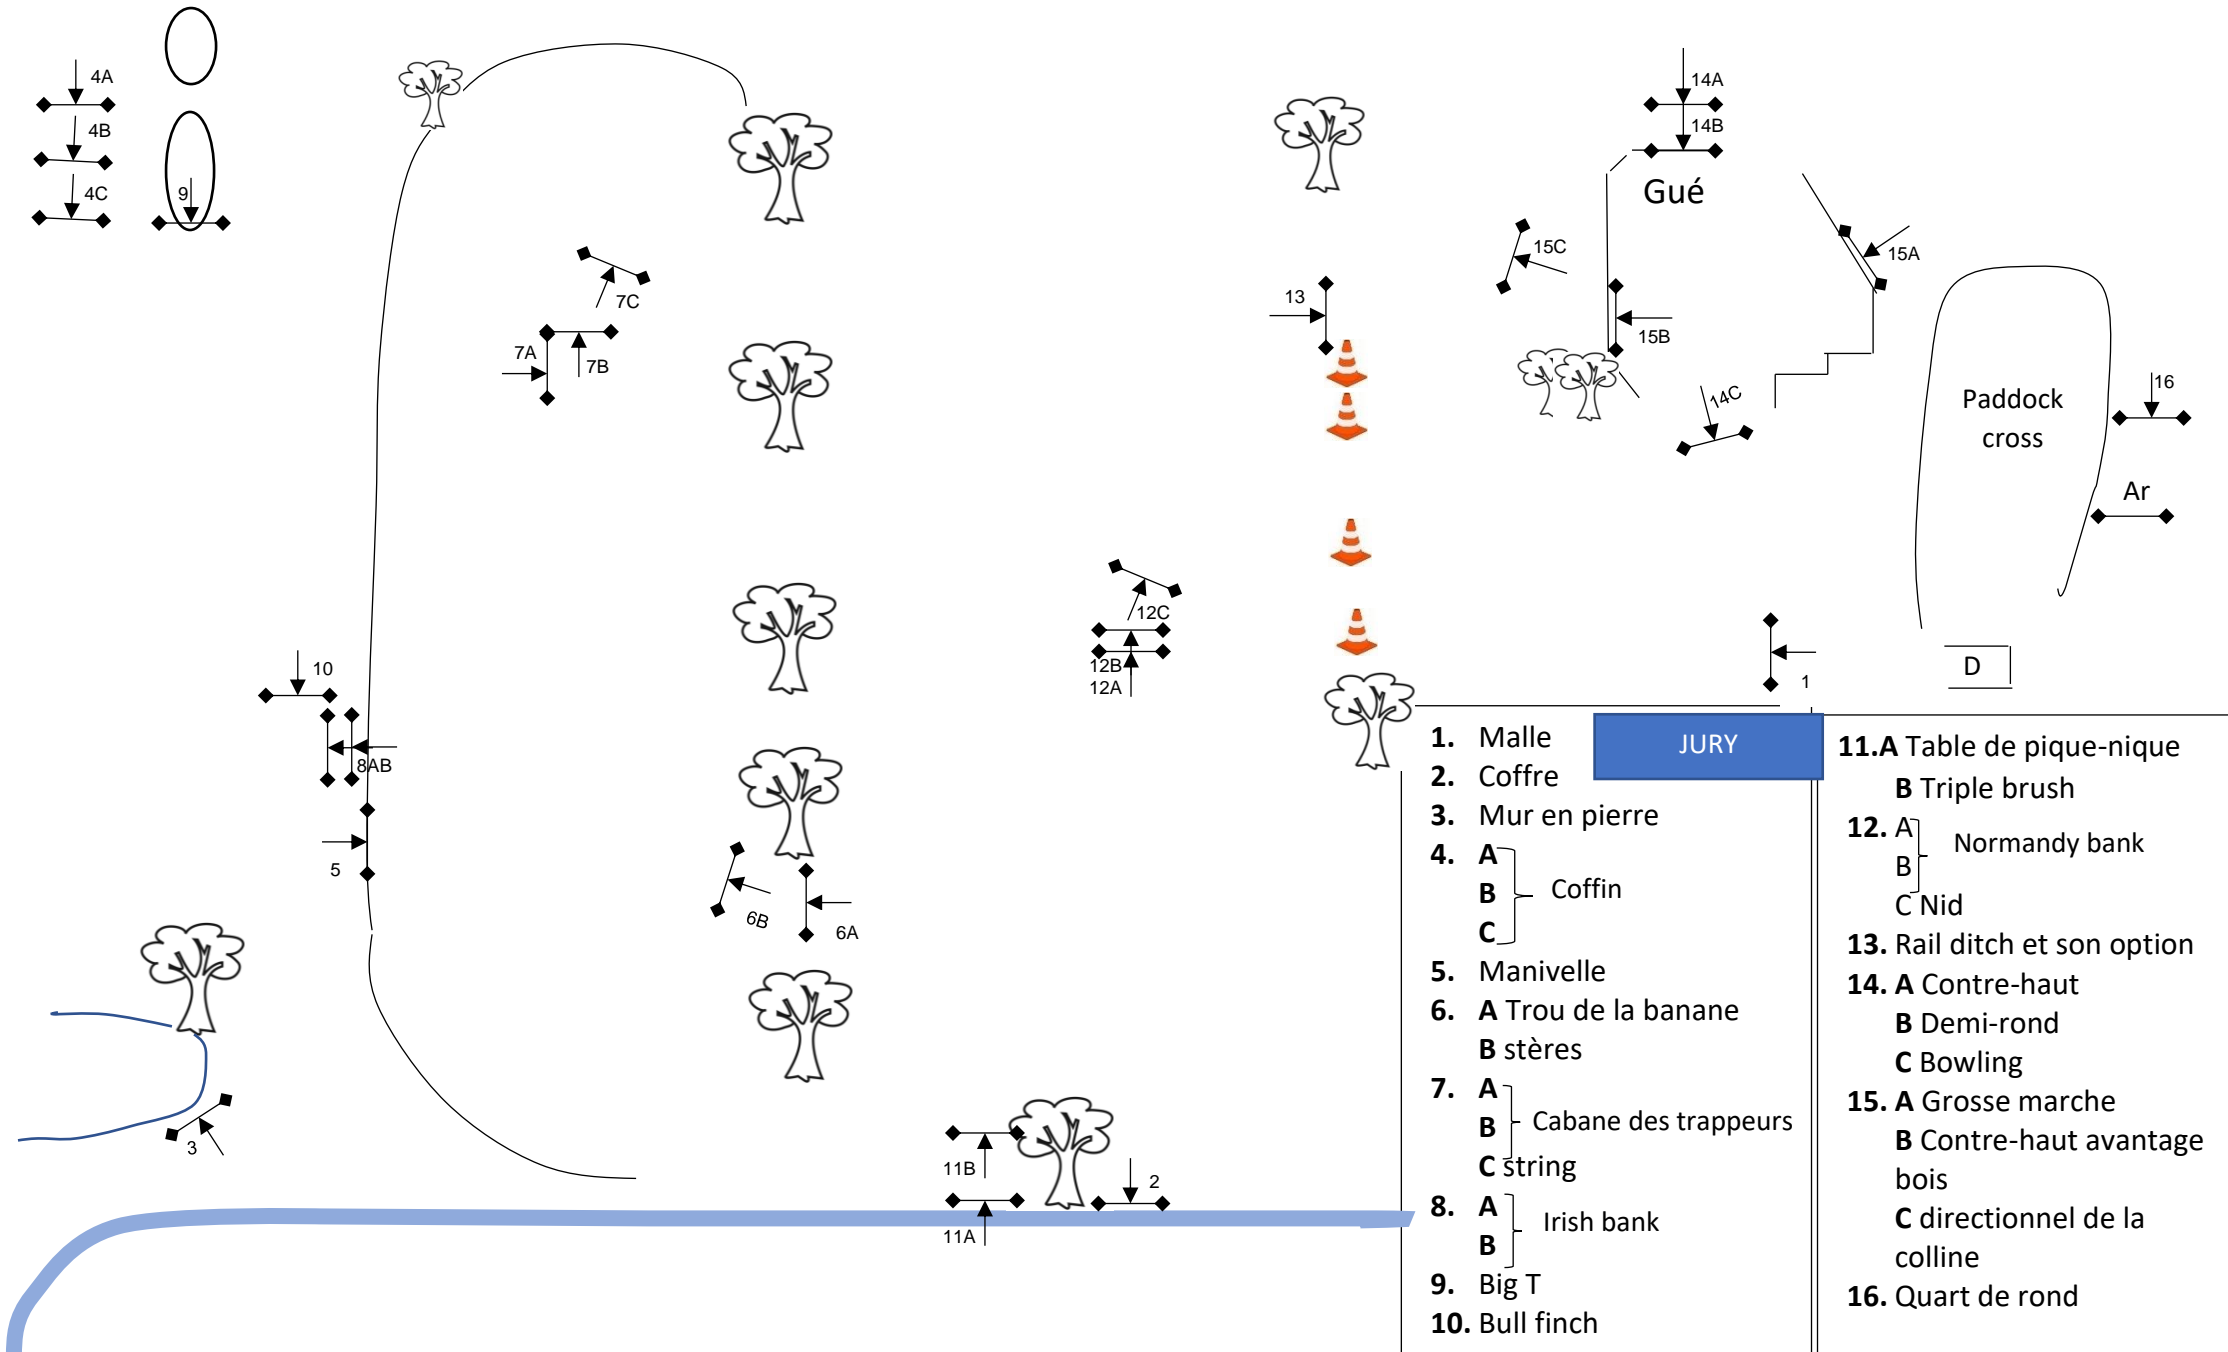 4A
4B
4C
9
7C
7A
7B
10
8AB
5
6B
6A
3
11B
11A
2
12C
12B
12A
13
14A
14B
Gué
15C
15A
15B
14C
Paddock
cross
16
Ar
1
D
JURY
1. Malle
2. Coffre
3. Mur en pierre
4. A
B
C
Coffin
5. Manivelle
6. A Trou de la banane
B stères
7. A
B
Cabane des trappeurs
C string
8. A
B
Irish bank
9. Big T
10. Bull finch
11.A Table de pique-nique
B Triple brush
12. A
B
Normandy bank
C Nid
13. Rail ditch et son option
14. A Contre-haut
B Demi-rond
C Bowling
15. A Grosse marche
B Contre-haut avantage
bois
C directionnel de la
colline
16. Quart de rond